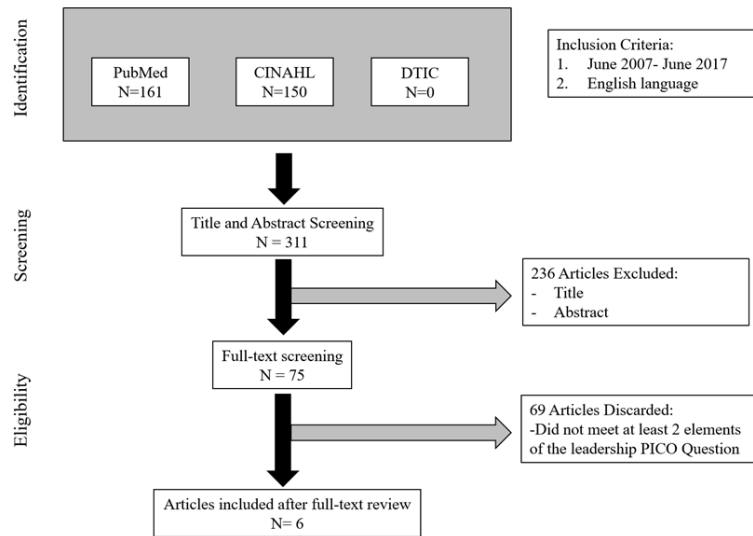 Identification
PubMed
N=161
CINAHL
N=150
DTIC
N=0
Inclusion Criteria:
1. June 2007- June 2017
2. English language
Screening
Title and Abstract Screening
N = 311
236 Articles Excluded:
- Title
- Abstract
Eligibility
Full-text screening
N = 75
69 Articles Discarded:
-Did not meet at least 2 elements
of the leadership PICO Question
Articles included after full-text review
N= 6